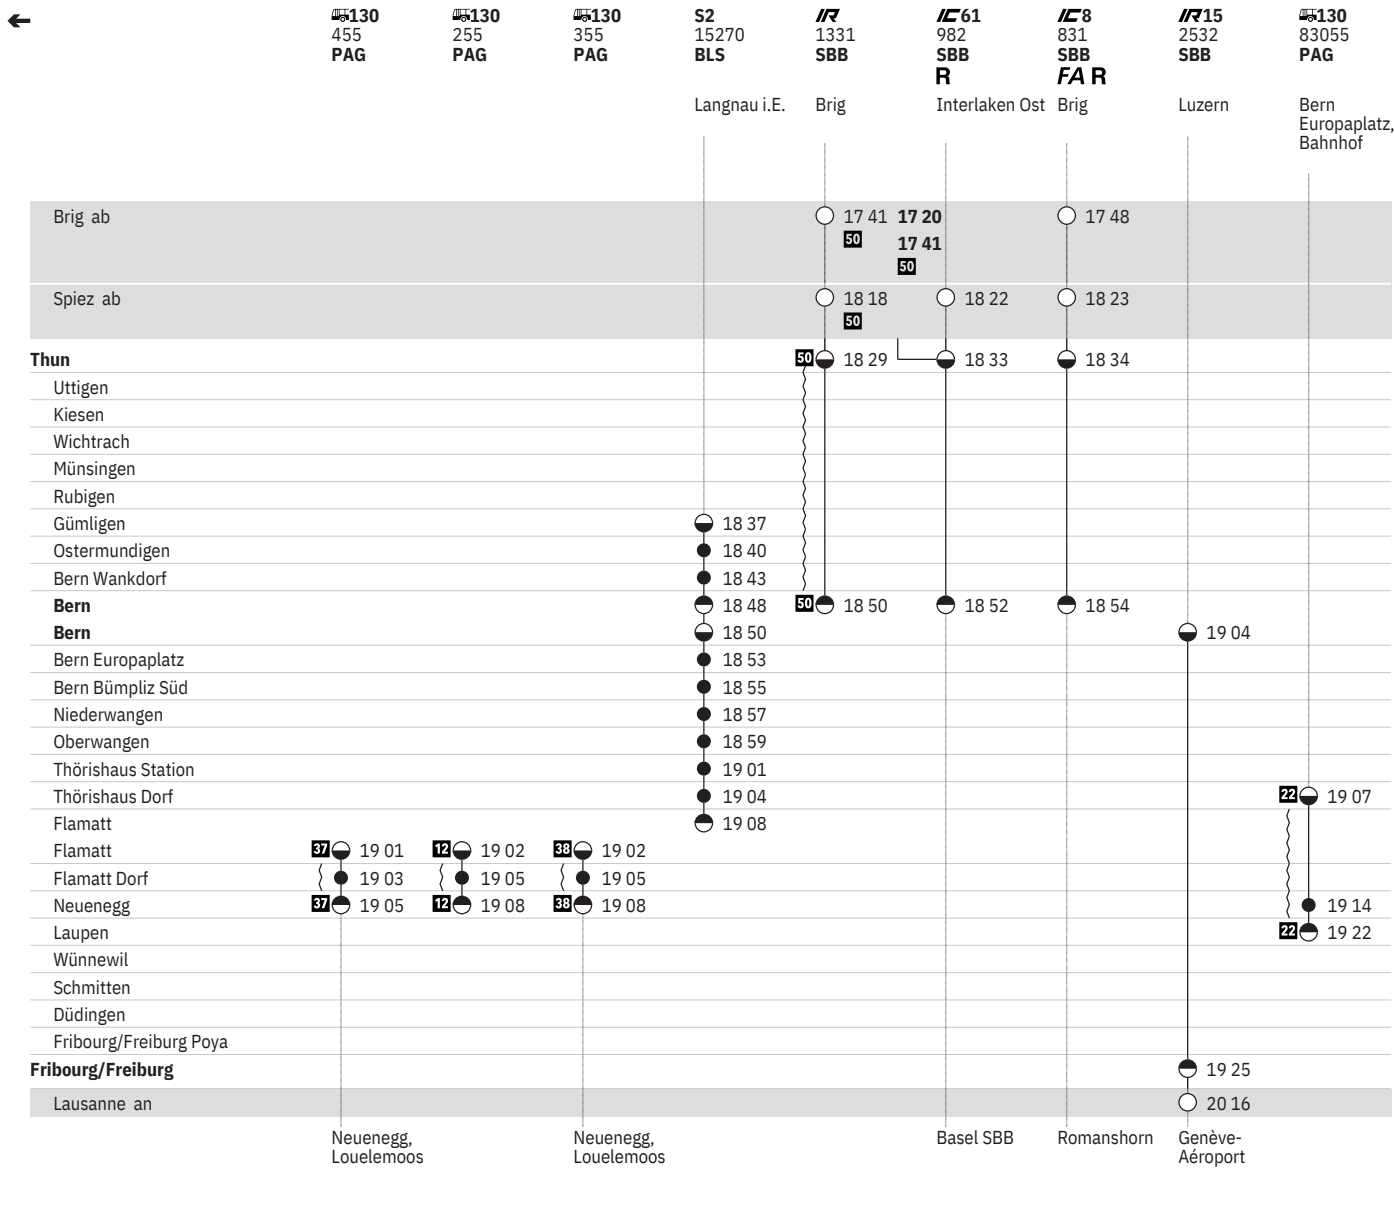 130 130 130 S2 IR IC61 IC8 IR15 130
455 255 355 15270 1331 982 831 2532 83055
PAG PAG PAG BLS SBB SBB SBB SBB PAG
R FA R
Langnau i.E. Brig Interlaken Ost Brig Luzern Bern
Europaplatz,
Bahnhof
Brig ab 17 41 17 20 17 48
50 17 41
50
Spiez ab 18 18 18 22 18 23
50
Thun 50 18 29 18 33 18 34
Uttigen
Kiesen
Wichtrach
Münsingen
Rubigen
Gümligen 18 37
Ostermundigen 18 40
Bern Wankdorf 18 43
Bern 18 48 50 18 50 18 52 18 54
Bern 18 50 19 04
Bern Europaplatz 18 53
Bern Bümpliz Süd 18 55
Niederwangen 18 57
Oberwangen 18 59
Thörishaus Station 19 01
Thörishaus Dorf 19 04 22 19 07
Flamatt 19 08
Flamatt 37 19 01 12 19 02 38 19 02
Flamatt Dorf 19 03 19 05 19 05
Neuenegg 37 19 05 12 19 08 38 19 08 19 14
Laupen 22 19 22
Wünnewil
Schmitten
Düdingen
Fribourg/Freiburg Poya
Fribourg/Freiburg 19 25
Lausanne an 20 16
Neuenegg, Neuenegg, Basel SBB Romanshorn Genève-
Louelemoos Louelemoos Aéroport